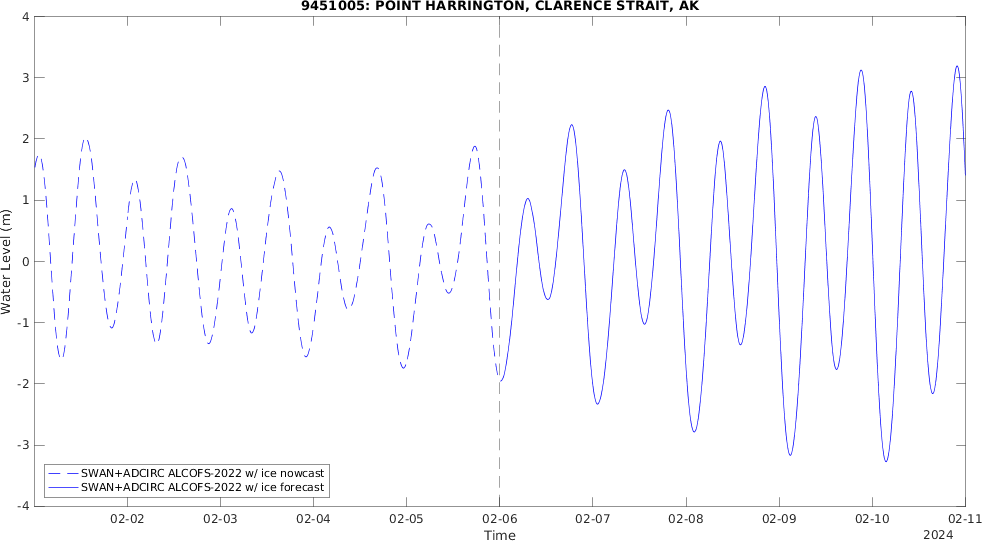 9451005: POINT HARRINGTON, CLARENCE STRAIT, AK
4
3
2
1
0
-1
-2
-3
-4
Water Level (m)
SWAN+ADCIRC ALCOFS-2022 w/ ice nowcast
SWAN+ADCIRC ALCOFS-2022 w/ ice forecast
02-02 02-03 02-04 02-05 02-06 02-07 02-08 02-09 02-10 02-11
Time
2024